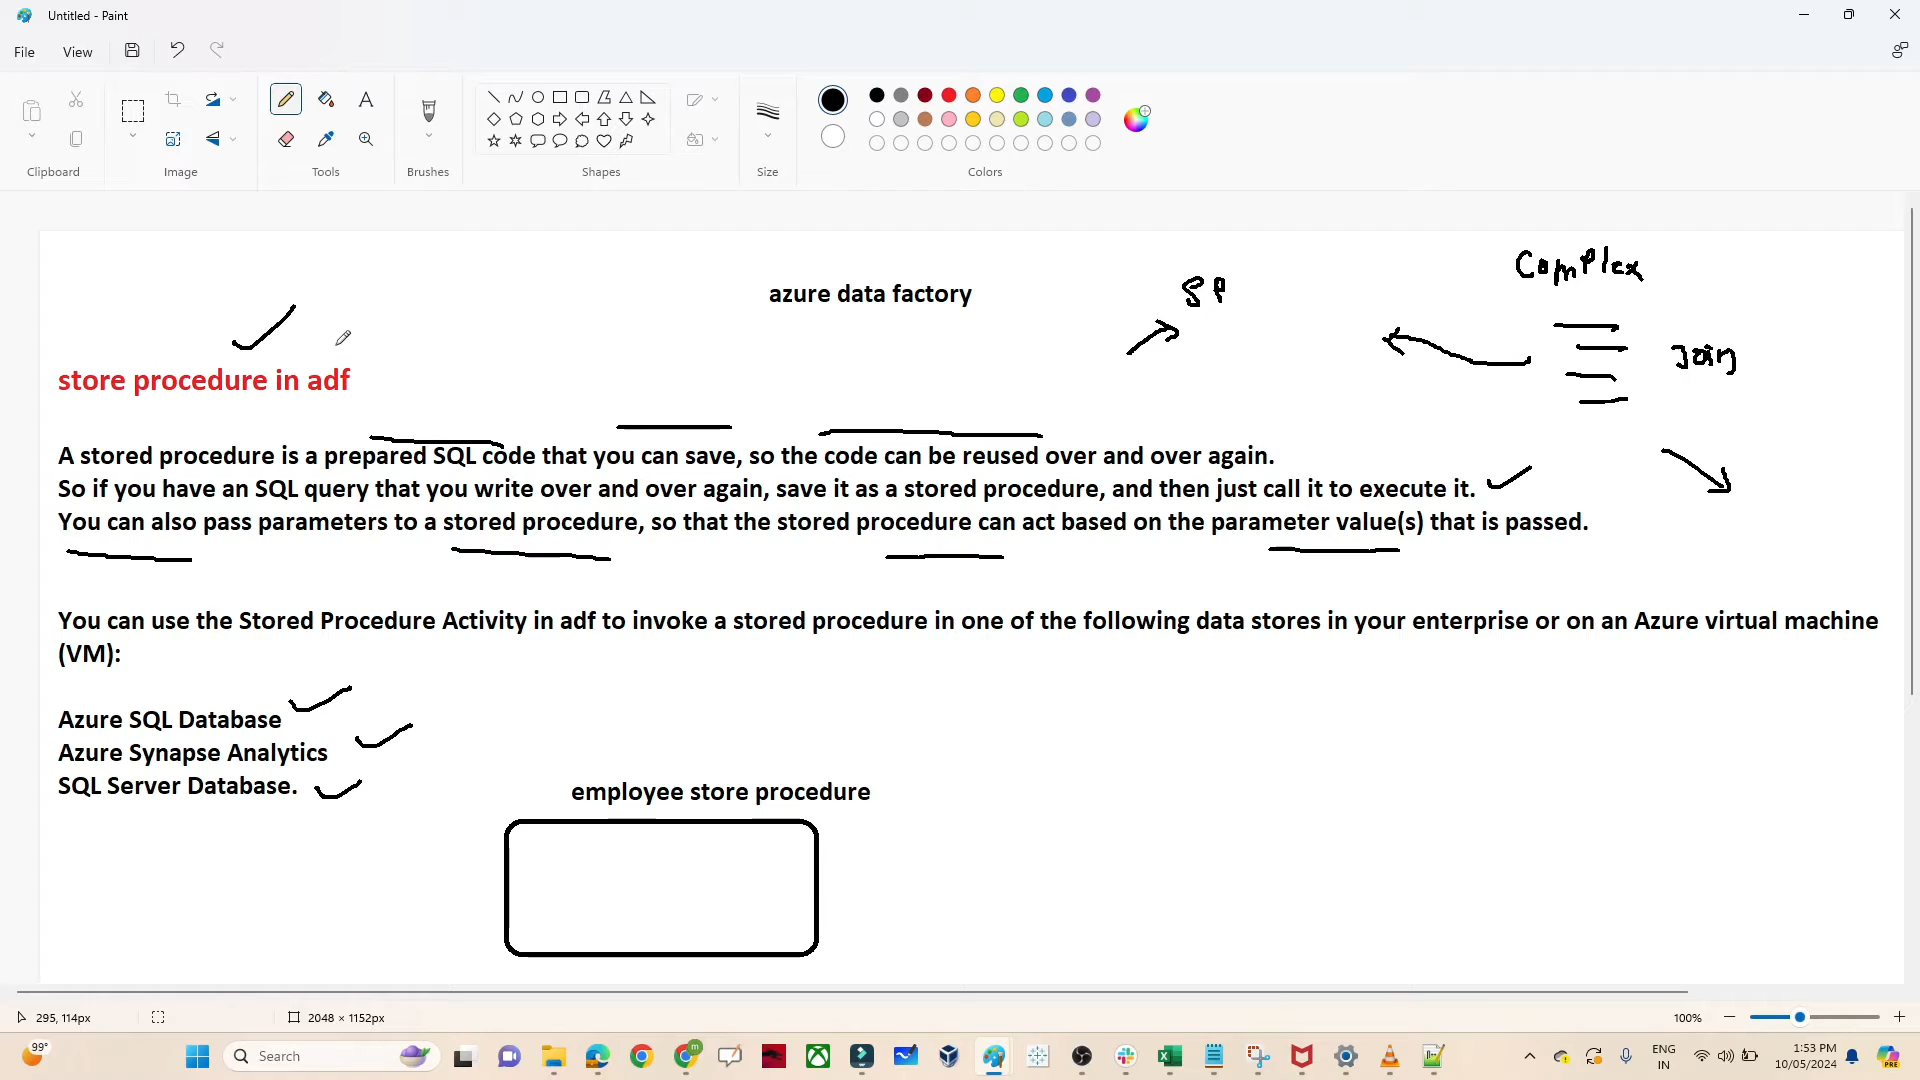 Untitled - Paint
File
View
Clipboard
Image
Tools
Brushes
Shapes
Size
Colors
A
azure data factory
SP
Complex
Join
store procedure in adf
A stored procedure is a prepared SQL code that you can save, so the code can be reused over and over again.
So if you have an SQL query that you write over and over again, save it as a stored procedure, and then just call it to execute it.
You can also pass parameters to a stored procedure, so that the stored procedure can act based on the parameter value(s) that is passed.
You can use the Stored Procedure Activity in adf to invoke a stored procedure in one of the following data stores in your enterprise or on an Azure virtual machine
(VM):
Azure SQL Database
Azure Synapse Analytics
SQL Server Database.
employee store procedure
295, 114px
2048 × 1152px
100%
99°
Search
m
ENG
IN
1:53 PM
10/05/2024
PRE